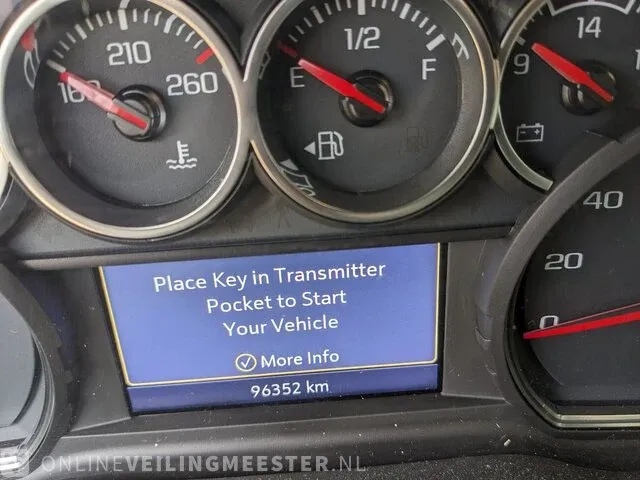 210
160
260
1/2
E
F
14
9
40
20
0
Place Key in Transmitter
Pocket to Start
Your Vehicle
More Info
96352 km
ONLINEVEILINGMEESTER.NL